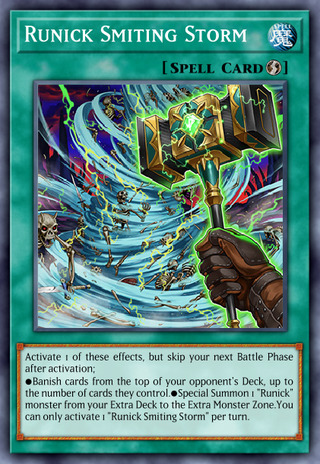 Runick Smiting Storm
魔
[Spell Card]
Activate 1 of these effects, but skip your next Battle Phase
after activation;
●Banish cards from the top of your opponent's Deck, up to
the number of cards they control.●Special Summon 1 "Runick"
monster from your Extra Deck to the Extra Monster Zone.You
can only activate 1 "Runick Smiting Storm" per turn.